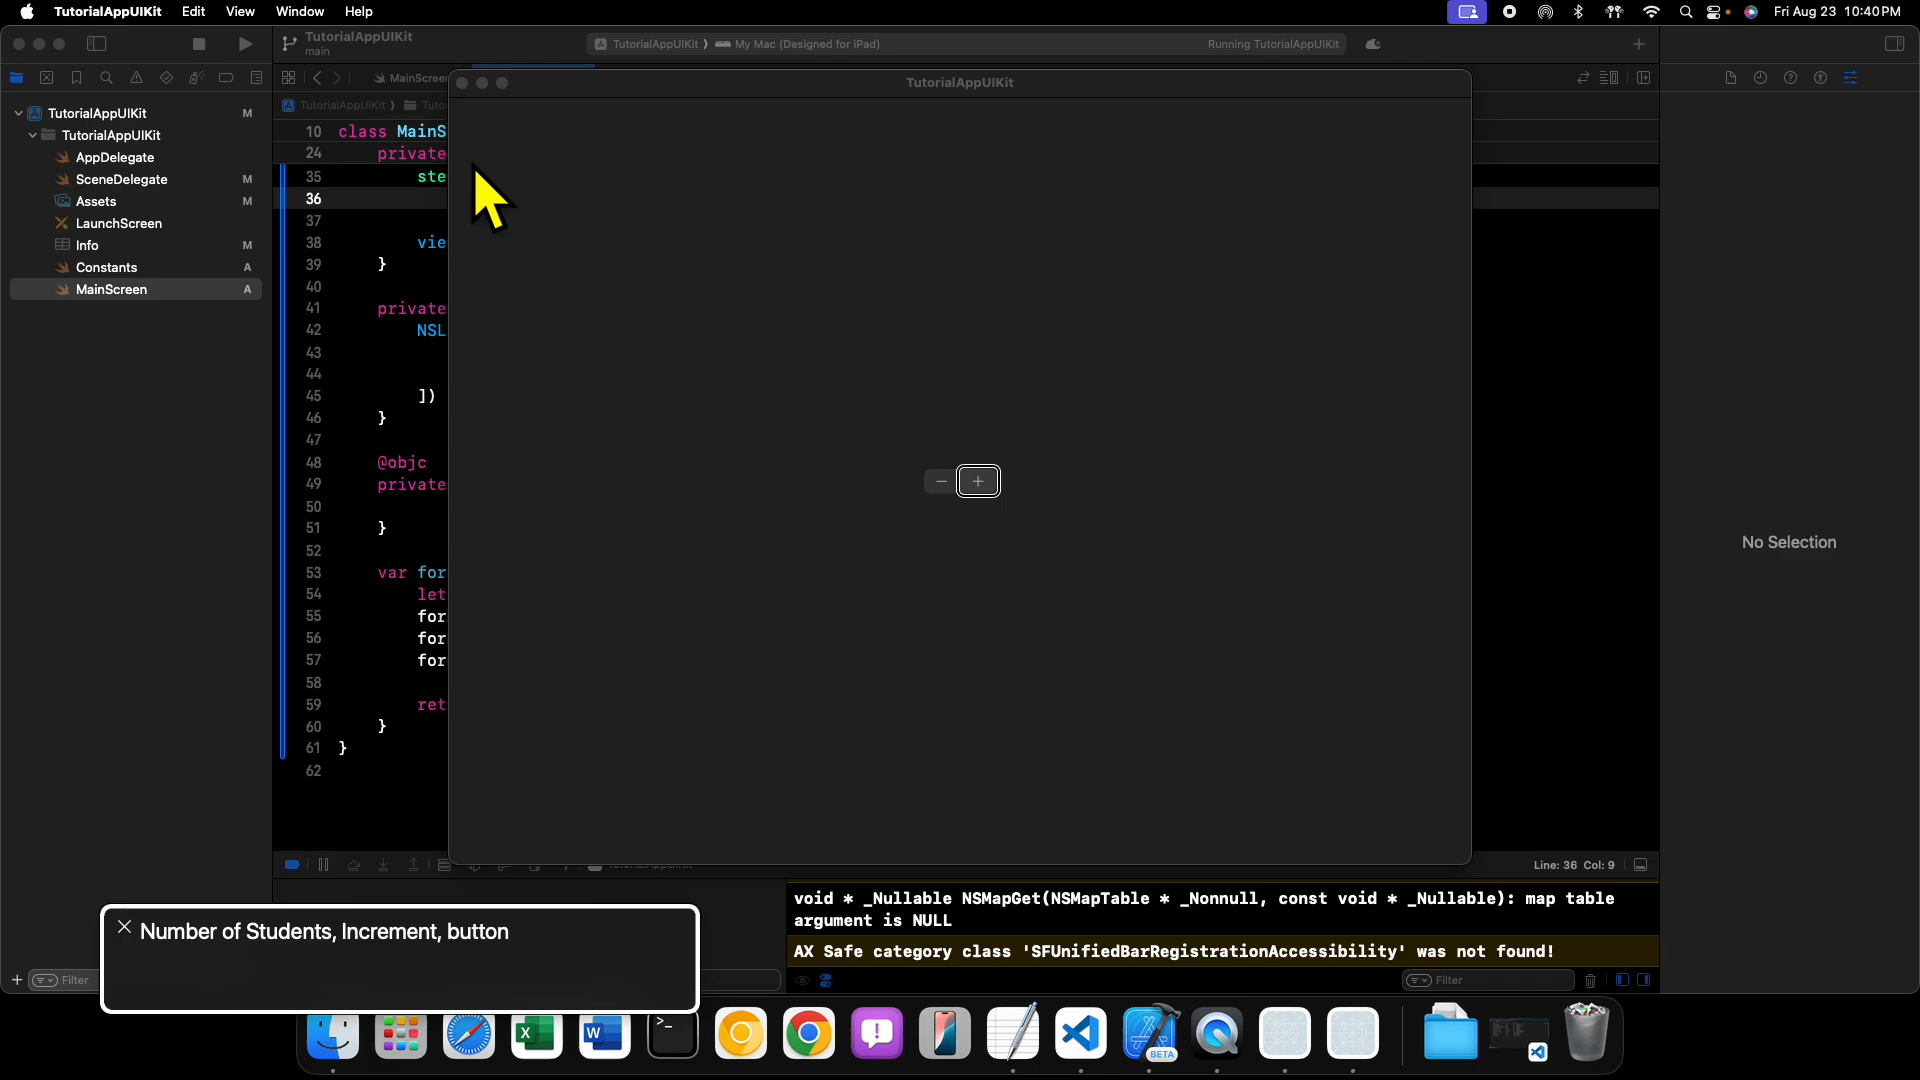 TutorialAppUIKit Edit View Window Help
Fri Aug 23 10:40 PM
TutorialAppUIKit
main
TutorialAppUIKit ⟩ My Mac (Designed for iPad)
Running TutorialAppUIKit
MainScreen
TutorialAppUIKit
TutorialAppUIKit ⟩
TutorialAppUIKit M
TutorialAppUIKit
AppDelegate
SceneDelegate M
Assets M
LaunchScreen
Info M
Constants A
MainScreen A
10 class MainS
24 private
35 ste
36
37
38 vie
39 }
40
41 private
42 NSL
43
44
45 ])
46 }
47
48 @objc
49 private
50
51 }
52
53 var for
54 let
55 for
56 for
57 for
58
59 ret
60 }
61 }
62
− +
No Selection
Line: 36 Col: 9
void * _Nullable NSMapGet(NSMapTable * _Nonnull, const void * _Nullable): map table
argument is NULL
AX Safe category class 'SFUnifiedBarRegistrationAccessibility' was not found!
Number of Students, Increment, button
Filter
Filter
BETA